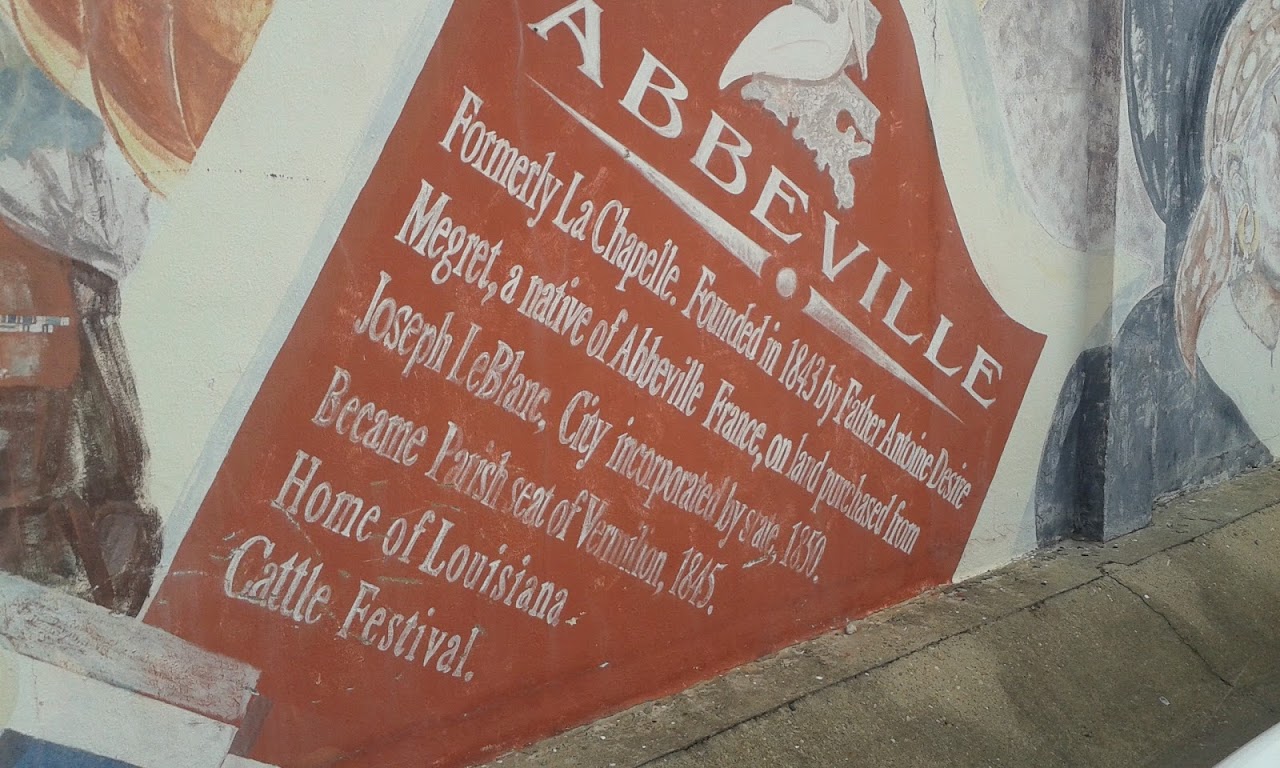 ABBEVILLE
Formerly La Chapelle. Founded in 1843 by Father Antoine Desire
Megret, a native of Abbeville France, on land purchased from
Joseph LeBlanc, City incorporated by state, 1850.
Became Parish seat of Vermilion, 1845.
Home of Louisiana
Cattle Festival.